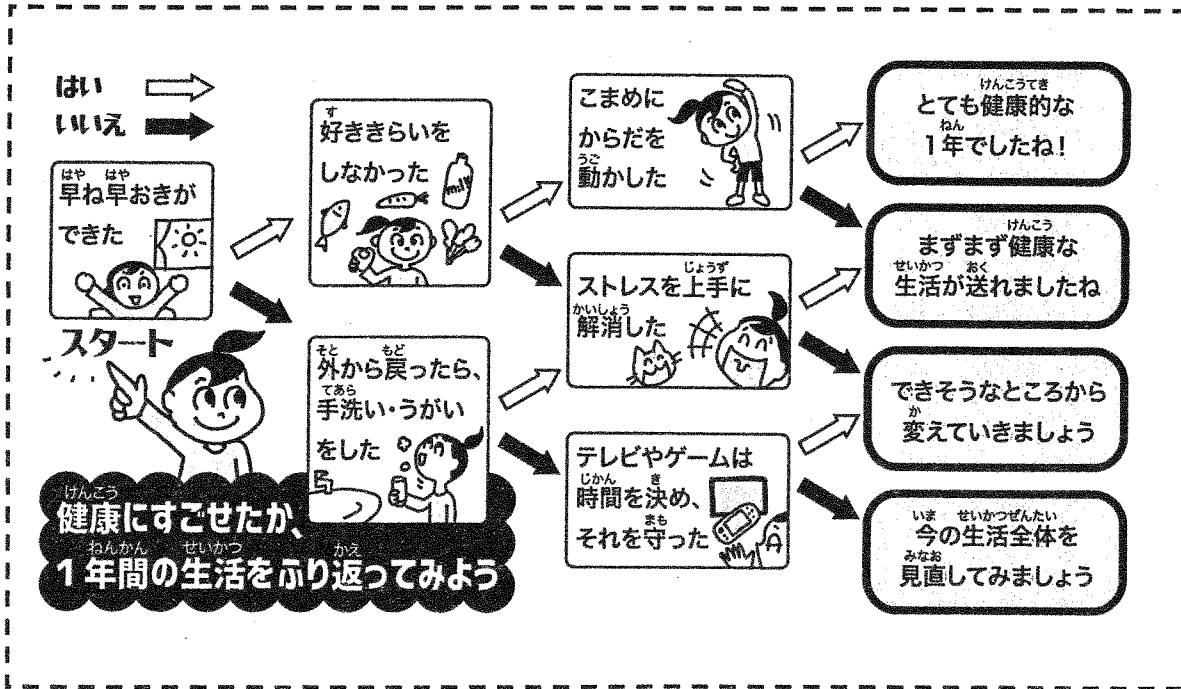 はい
いいえ
早ね早おきが
できた
スタート
好ききらいを
しなかった
milk
外から戻ったら、
手洗い・うがい
をした
こまめに
からだを
動かした
ストレスを上手に
解消した
テレビやゲームは
時間を決め、
それを守った
とても健康的な
1年でしたね!
まずまず健康な
生活が送れましたね
できそうなところから
変えていきましょう
今の生活全体を
見直してみましょう
健康にすごせたか、
1年間の生活をふり返ってみよう